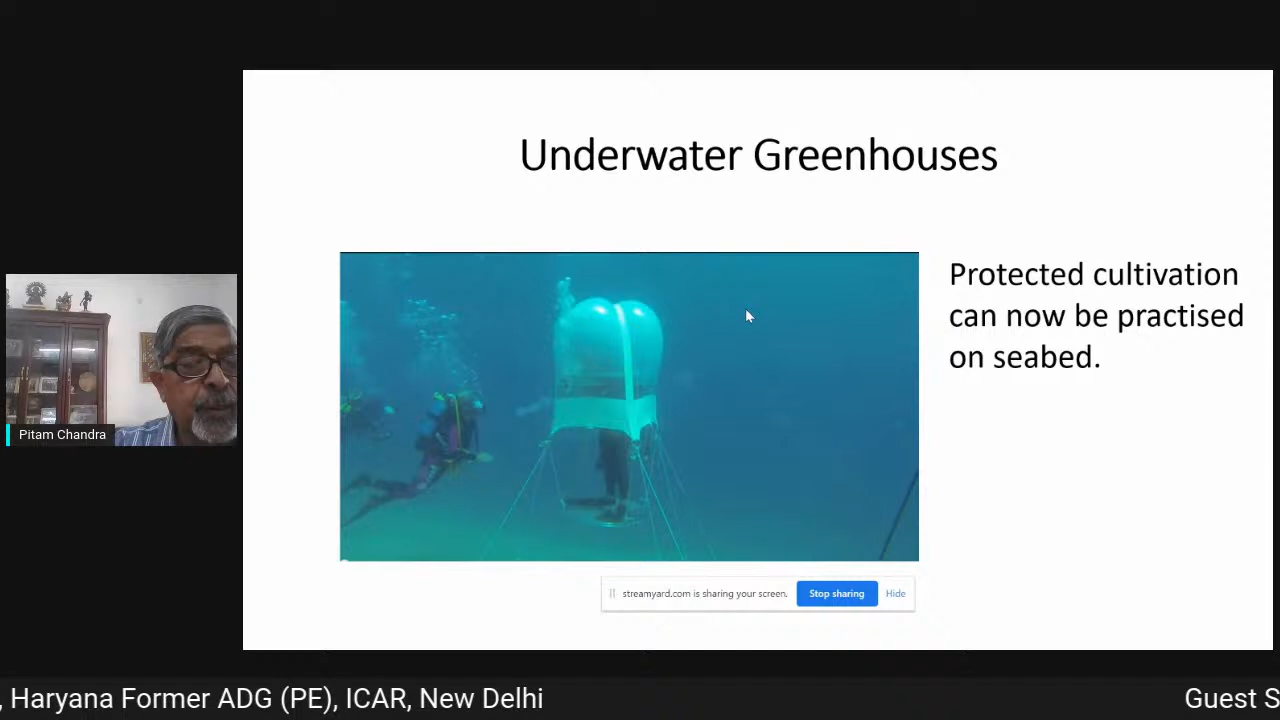 Underwater Greenhouses
Protected cultivation
can now be practised
on seabed.
Pitam Chandra
streamyard.com is sharing your screen.
Stop sharing
Hide
, Haryana Former ADG (PE), ICAR, New Delhi
Guest S